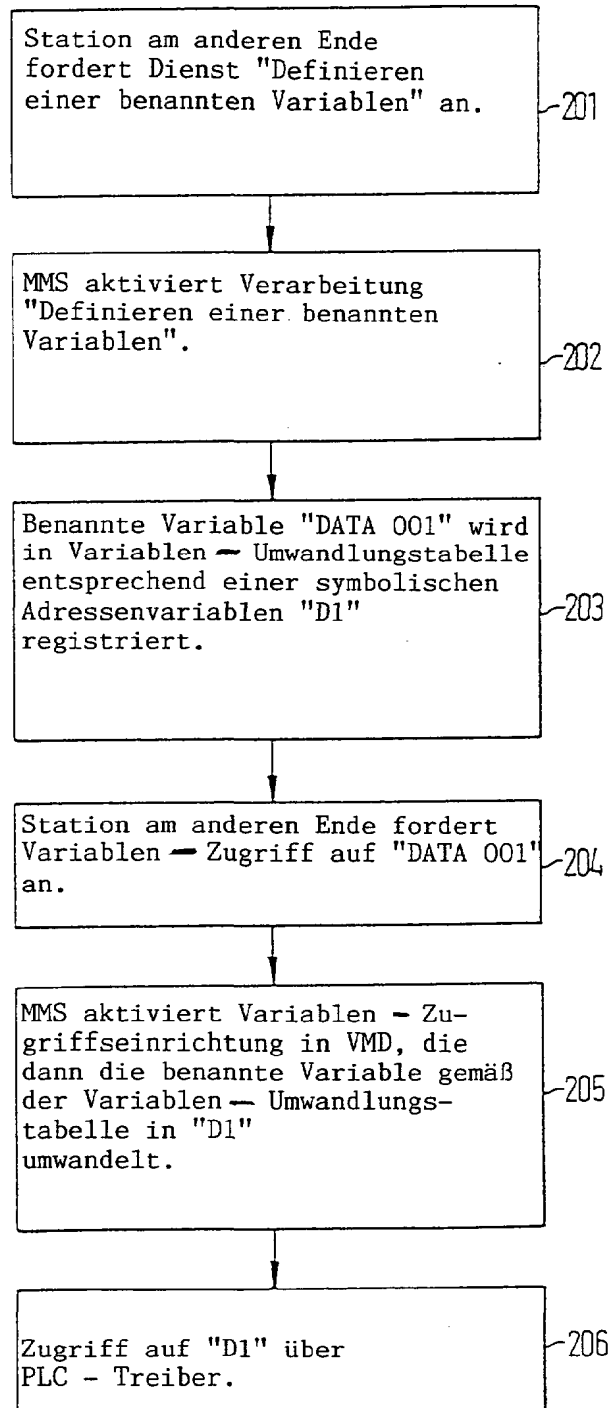 Station am anderen Ende
fordert Dienst "Definieren
einer benannten Variablen" an.
201
MMS aktiviert Verarbeitung
"Definieren einer benannten
Variablen".
202
Benannte Variable "DATA 001" wird
in Variablen - Umwandlungstabelle
entsprechend einer symbolischen
Adressenvariablen "D1"
registriert.
203
Station am anderen Ende fordert
Variablen - Zugriff auf "DATA 001"
an.
204
MMS aktiviert Variablen - Zu-
griffseinrichtung in VMD, die
dann die benannte Variable gemäß
der Variablen - Umwandlungs-
tabelle in "D1"
umwandelt.
205
Zugriff auf "D1" über
PLC - Treiber.
206